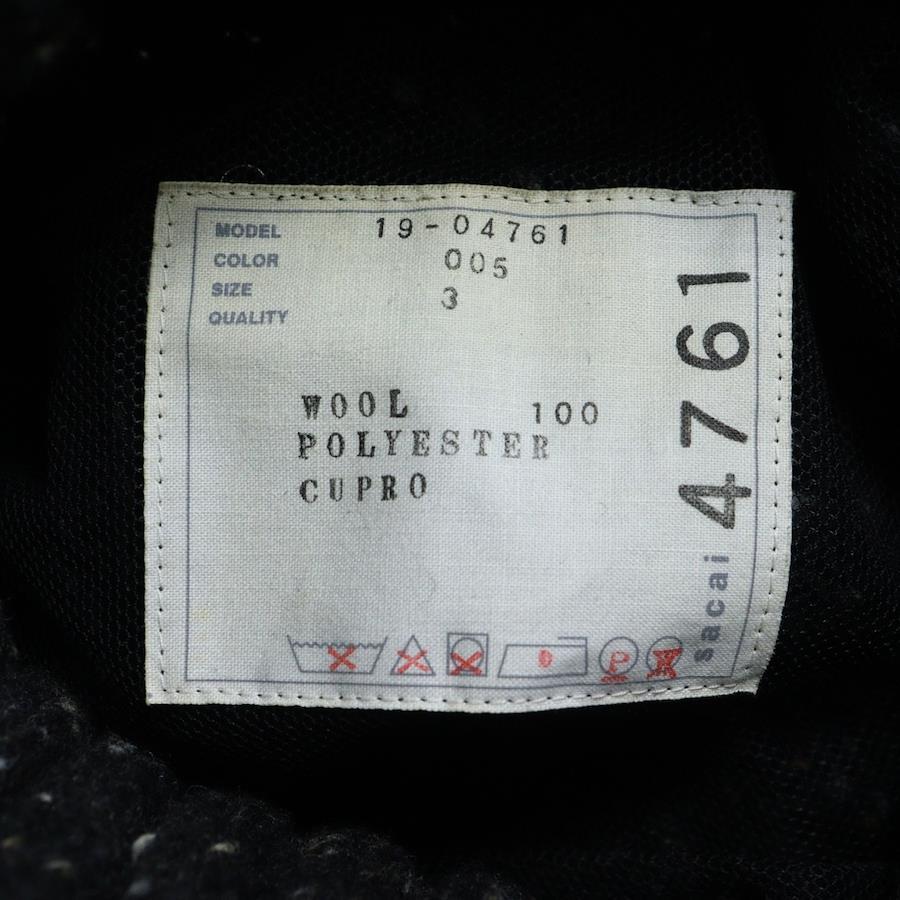 MODEL 19-04761
COLOR 005
SIZE 3
QUALITY
WOOL 100
POLYESTER
CUPRO
sacai 4761
P
W